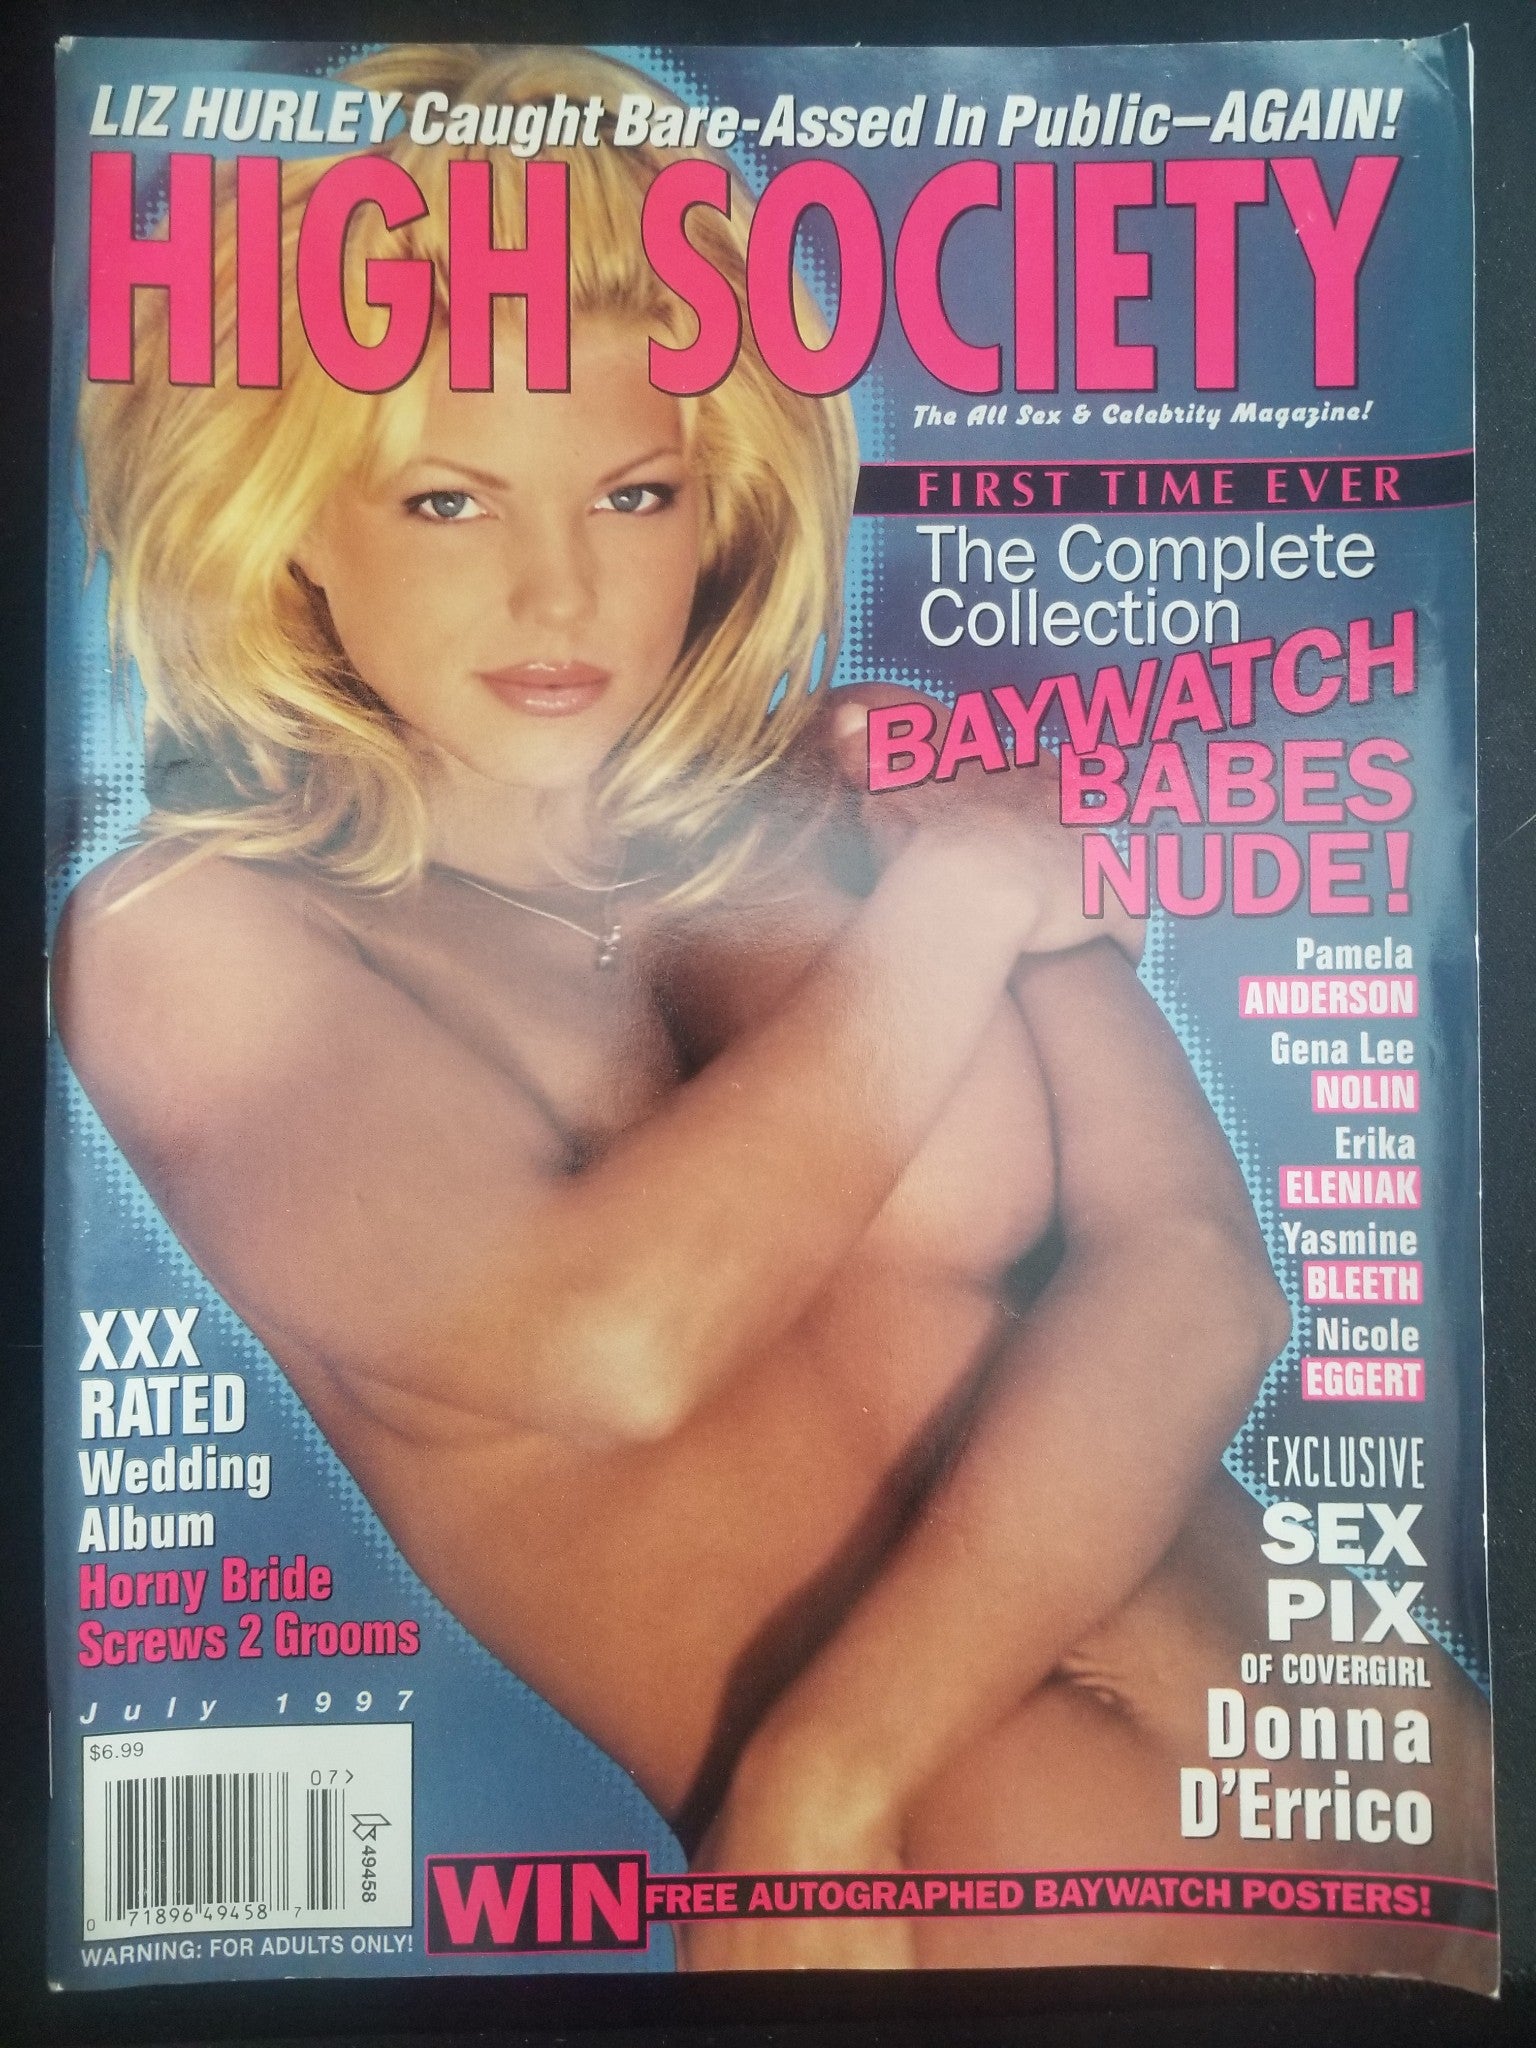 LIZ HURLEY Caught Bare-Assed In Public—AGAIN!
HIGH SOCIETY
The All Sex & Celebrity Magazine!
FIRST TIME EVER
The Complete
Collection
BAYWATCH
BABES
NUDE!
Pamela
ANDERSON
Gena Lee
NOLIN
Erika
ELENIAK
Yasmine
BLEETH
Nicole
EGGERT
EXCLUSIVE
SEX
PIX
OF COVERGIRL
Donna
D'Errico
XXX
RATED
Wedding
Album
Horny Bride
Screws 2 Grooms
July 1997
$6.99
07>
49458
0 71896 49458 7
WARNING: FOR ADULTS ONLY!
WIN FREE AUTOGRAPHED BAYWATCH POSTERS!